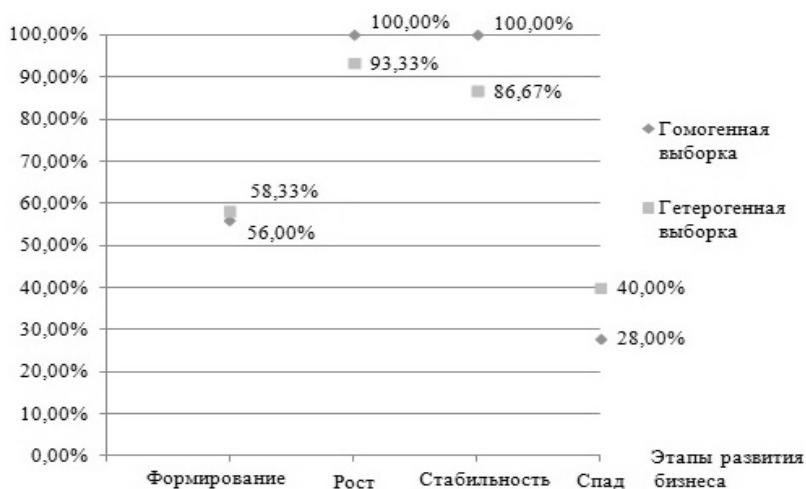 100,00%
100,00%
100,00%
90,00%
93,33%
86,67%
80,00%
70,00%
60,00%
58,33%
50,00%
56,00%
40,00%
40,00%
30,00%
28,00%
20,00%
10,00%
0,00%
Гомогенная
выборка
Гетерогенная
выборка
Формирование
Рост
Стабильность
Спад
Этапы развития
бизнеса